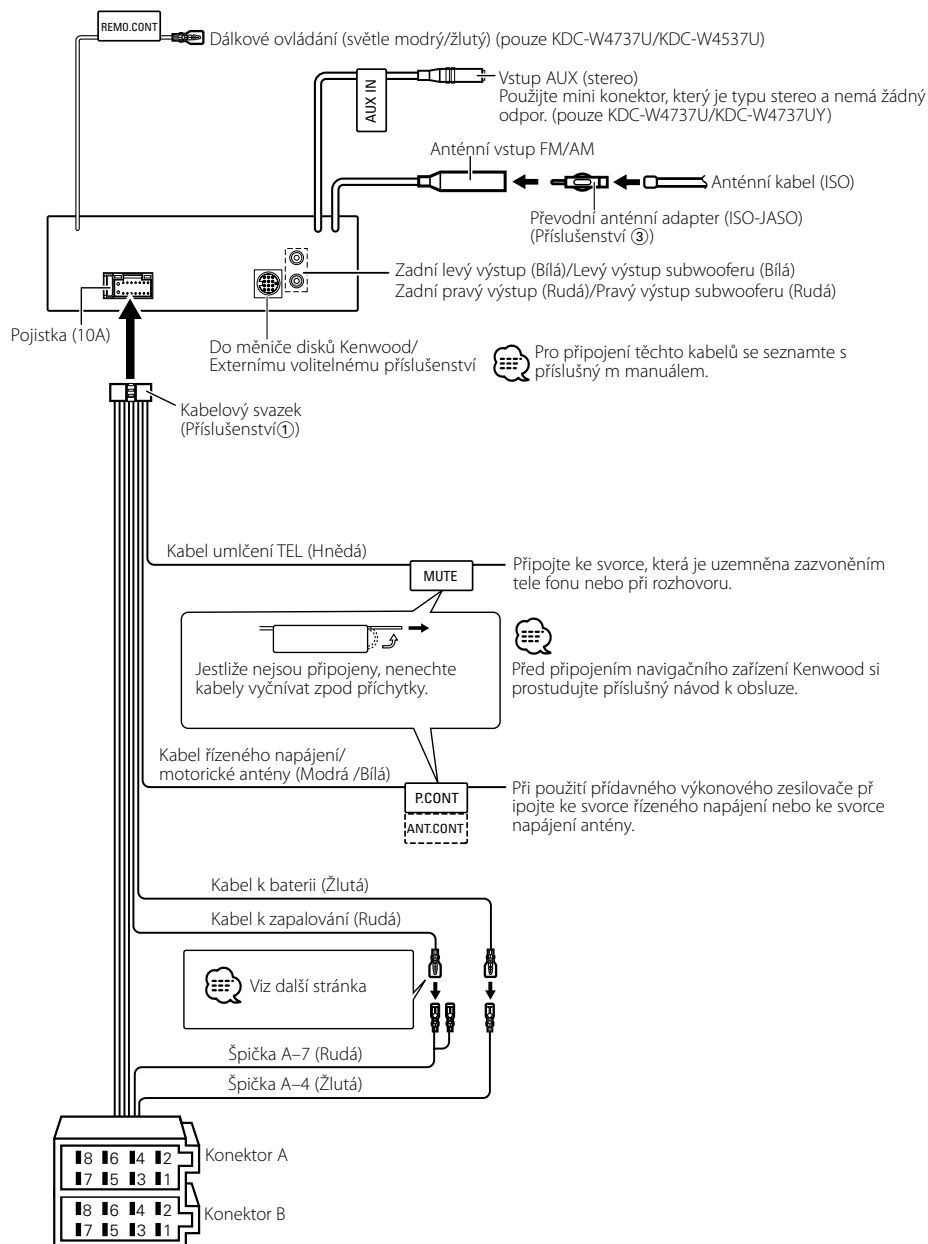 REMO.CONT
Dálkové ovládání (světle modrý/žlutý) (pouze KDC-W4737U/KDC-W4537U)
AUX IN
Vstup AUX (stereo)
Použijte mini konektor, který je typu stereo a nemá žádný
odpor. (pouze KDC-W4737U/KDC-W4737UY)
Anténní vstup FM/AM
Anténní kabel (ISO)
Převodní anténní adapter (ISO-JASO)
(Příslušenství ③)
Zadní levý výstup (Bílá)/Levý výstup subwooferu (Bílá)
Zadní pravý výstup (Rudá)/Pravý výstup subwooferu (Rudá)
Pojistka (10A)
Do měniče disků Kenwood/
Externímu volitelnému příslušenství
Pro připojení těchto kabelů se seznamte s
příslušný m manuálem.
Kabelový svazek
(Příslušenství①)
Kabel umlčení TEL (Hnědá)
MUTE
Připojte ke svorce, která je uzemněna zazvoněním
tele fonu nebo při rozhovoru.
Jestliže nejsou připojeny, nenechte
kabely vyčnívat zpod příchytky.
Před připojením navigačního zařízení Kenwood si
prostudujte příslušný návod k obsluze.
Kabel řízeného napájení/
motorické antény (Modrá /Bílá)
P.CONT
ANT.CONT
Při použití přídavného výkonového zesilovače př
ipojte ke svorce řízeného napájení nebo ke svorce
napájení antény.
Kabel k baterii (Žlutá)
Kabel k zapalování (Rudá)
Viz další stránka
Špička A–7 (Rudá)
Špička A–4 (Žlutá)
8 6 4 2
7 5 3 1
Konektor A
8 6 4 2
7 5 3 1
Konektor B